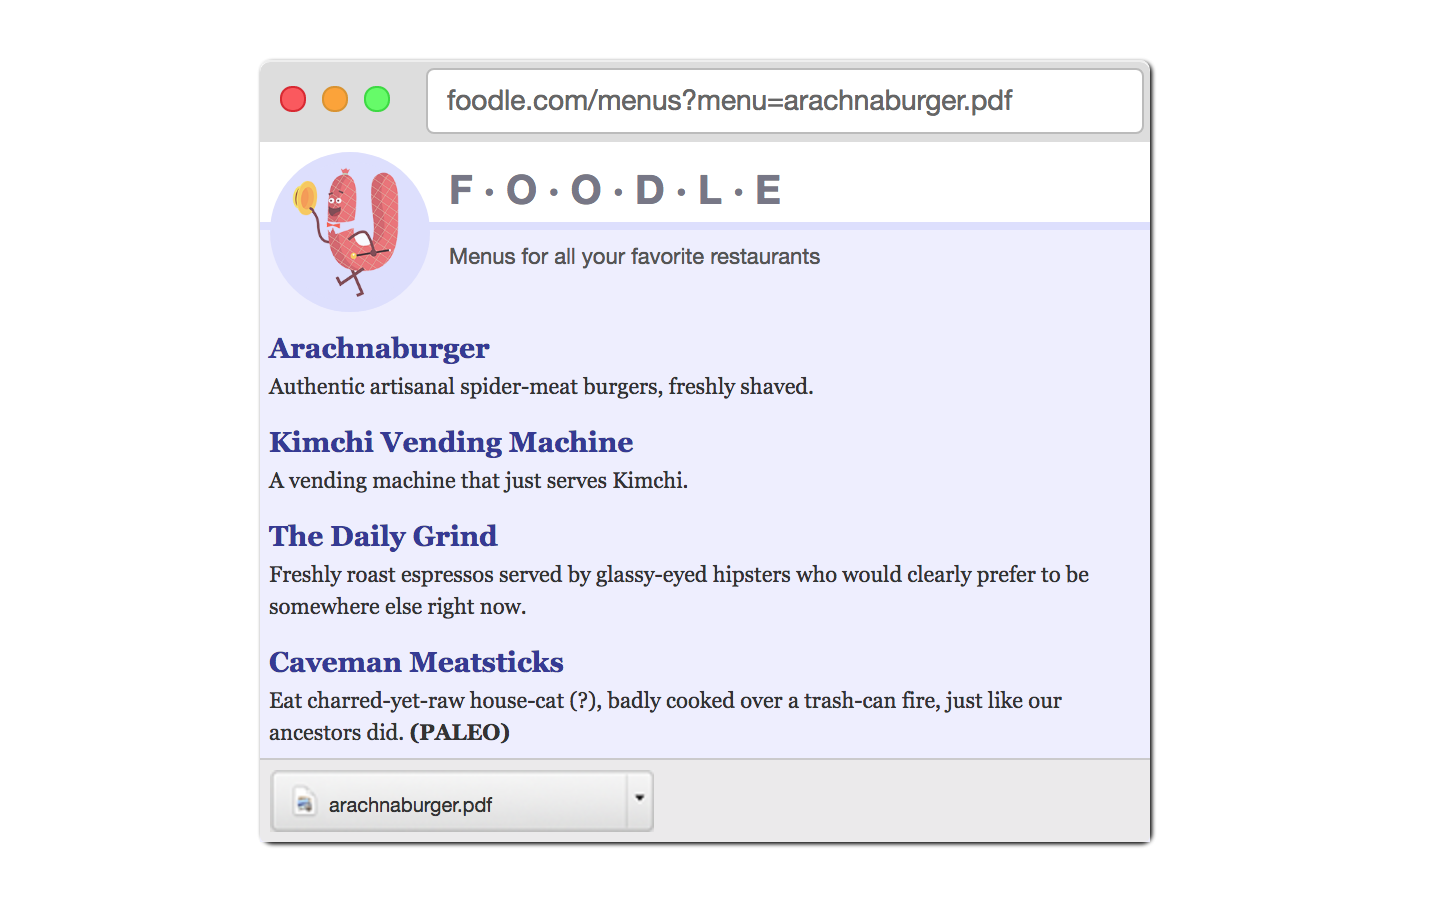 foodle.com/menus?menu=arachnaburger.pdf
F·O·O·D·L·E
Menus for all your favorite restaurants
Arachnaburger
Authentic artisanal spider-meat burgers, freshly shaved.
Kimchi Vending Machine
A vending machine that just serves Kimchi.
The Daily Grind
Freshly roast espressos served by glassy-eyed hipsters who would clearly prefer to be
somewhere else right now.
Caveman Meatsticks
Eat charred-yet-raw house-cat (?), badly cooked over a trash-can fire, just like our
ancestors did. (PALEO)
arachnaburger.pdf